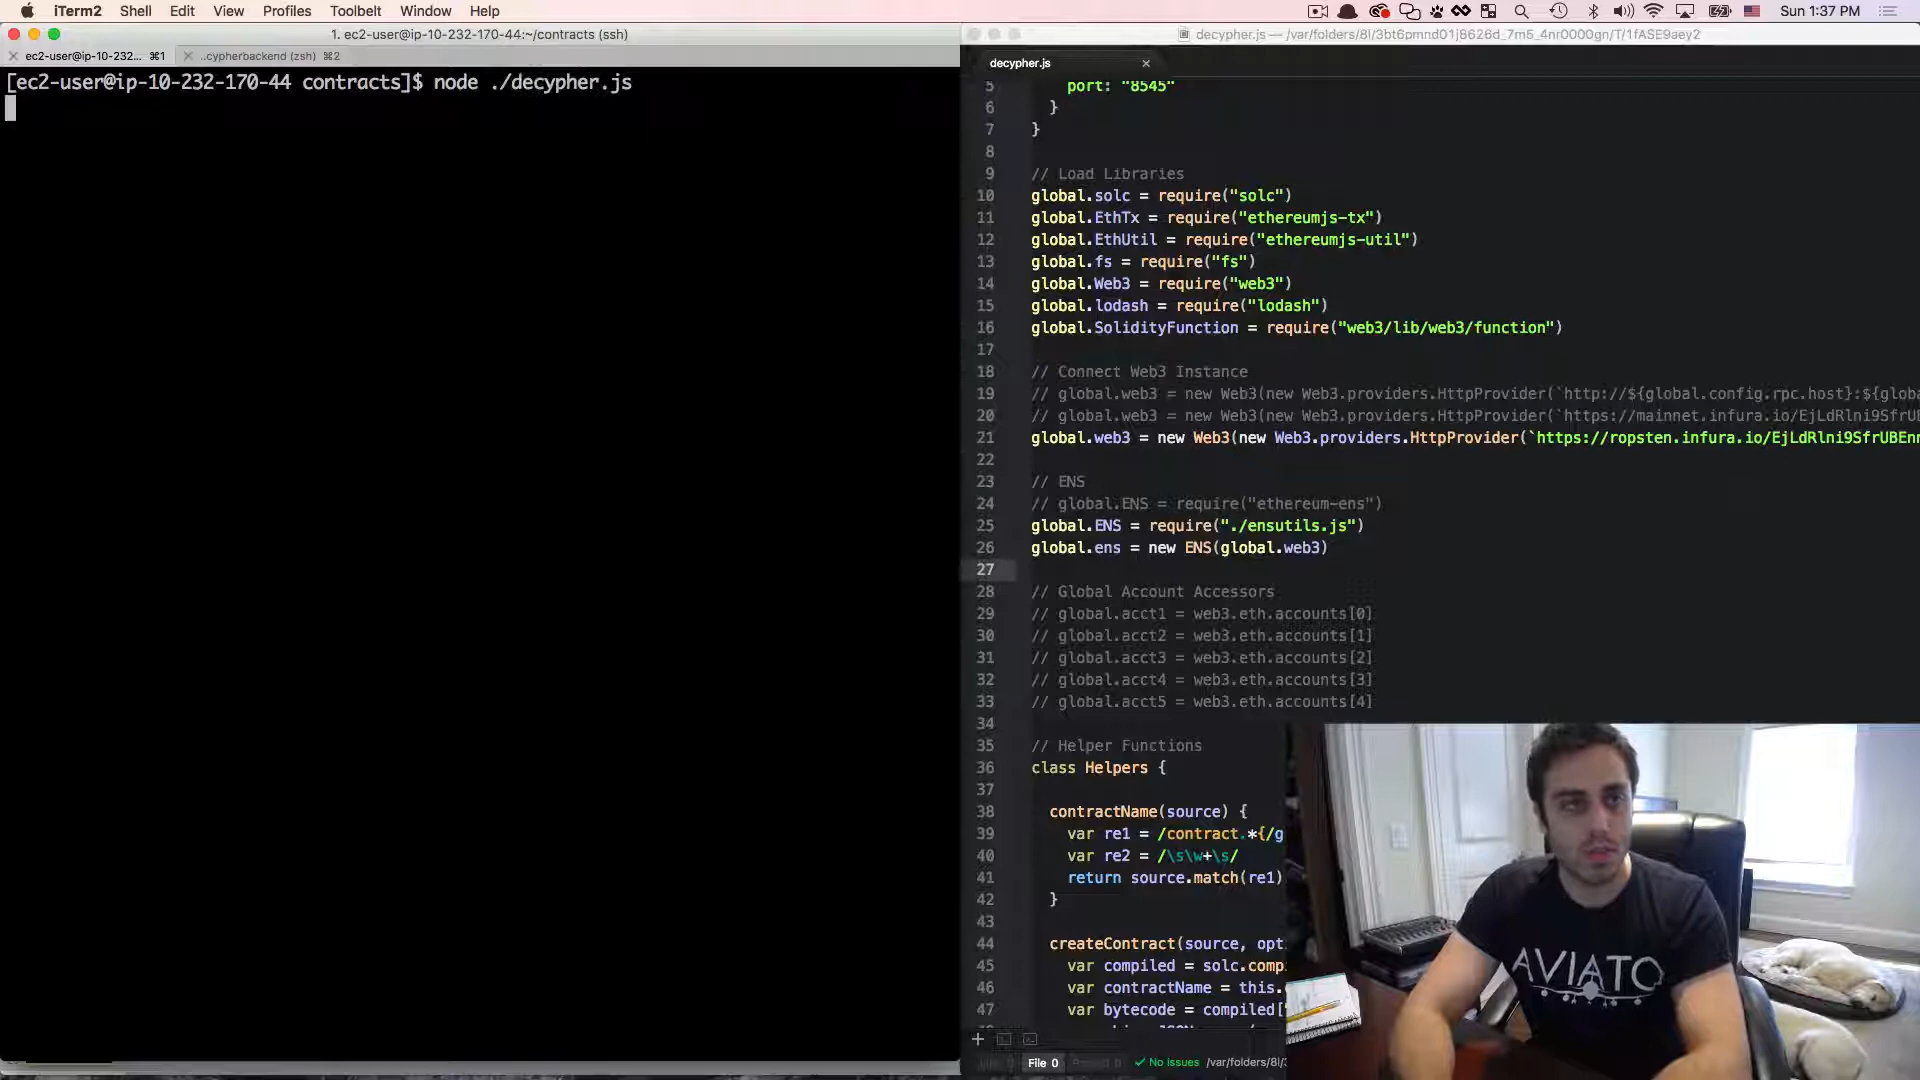 iTerm2 Shell Edit View Profiles Toolbelt Window Help Sun 1:37 PM
1. ec2-user@ip-10-232-170-44:~/contracts (ssh)
ec2-user@ip-10-232... ⌘1 ..cypherbackend (zsh) ⌘2
[ec2-user@ip-10-232-170-44 contracts]$ node ./decypher.js
decypher.js — /var/folders/8l/3bt6pmnd01j8626d_7m5_4nr0000gn/T/1fASE9aey2
decypher.js
5 port: "8545"
6 }
7 }
8
9 // Load Libraries
10 global.solc = require("solc")
11 global.EthTx = require("ethereumjs-tx")
12 global.EthUtil = require("ethereumjs-util")
13 global.fs = require("fs")
14 global.Web3 = require("web3")
15 global.lodash = require("lodash")
16 global.SolidityFunction = require("web3/lib/web3/function")
17
18 // Connect Web3 Instance
19 // global.web3 = new Web3(new Web3.providers.HttpProvider(`http://${global.config.rpc.host}:${globa
20 // global.web3 = new Web3(new Web3.providers.HttpProvider(`https://mainnet.infura.io/EjLdRlni9SfrUB
21 global.web3 = new Web3(new Web3.providers.HttpProvider(`https://ropsten.infura.io/EjLdRlni9SfrUBEnr
22
23 // ENS
24 // global.ENS = require("ethereum-ens")
25 global.ENS = require("./ensutils.js")
26 global.ens = new ENS(global.web3)
27
28 // Global Account Accessors
29 // global.acct1 = web3.eth.accounts[0]
30 // global.acct2 = web3.eth.accounts[1]
31 // global.acct3 = web3.eth.accounts[2]
32 // global.acct4 = web3.eth.accounts[3]
33 // global.acct5 = web3.eth.accounts[4]
34
35 // Helper Functions
36 class Helpers {
37
38 contractName(source) {
39 var re1 = /contract.*{/g
40 var re2 = /\s\w+\s/
41 return source.match(re1)
42 }
43
44 createContract(source, opt
45 var compiled = solc.comp
46 var contractName = this.
47 var bytecode = compiled[
File 0 No Issues /var/folders/8l/
AVIATO